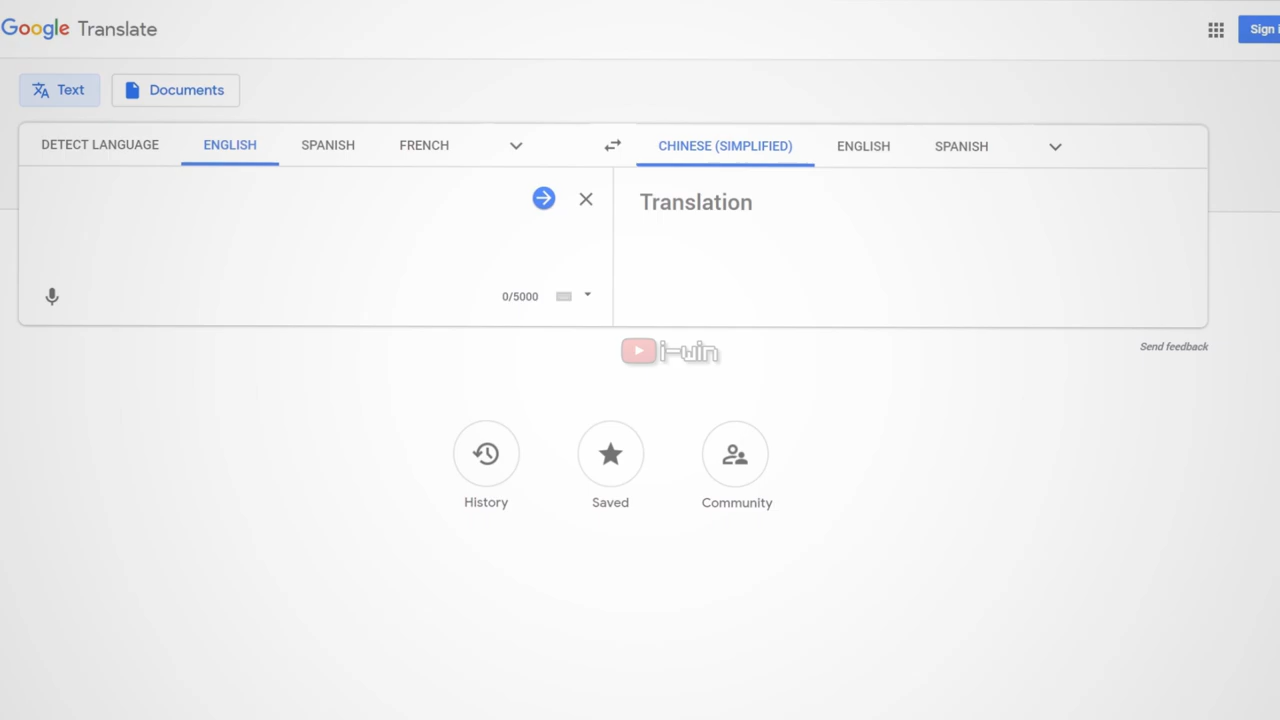 Google Translate
Text Documents
DETECT LANGUAGE ENGLISH SPANISH FRENCH CHINESE (SIMPLIFIED) ENGLISH SPANISH
Translation
0/5000
i-win
Send feedback
History Saved Community
Sign